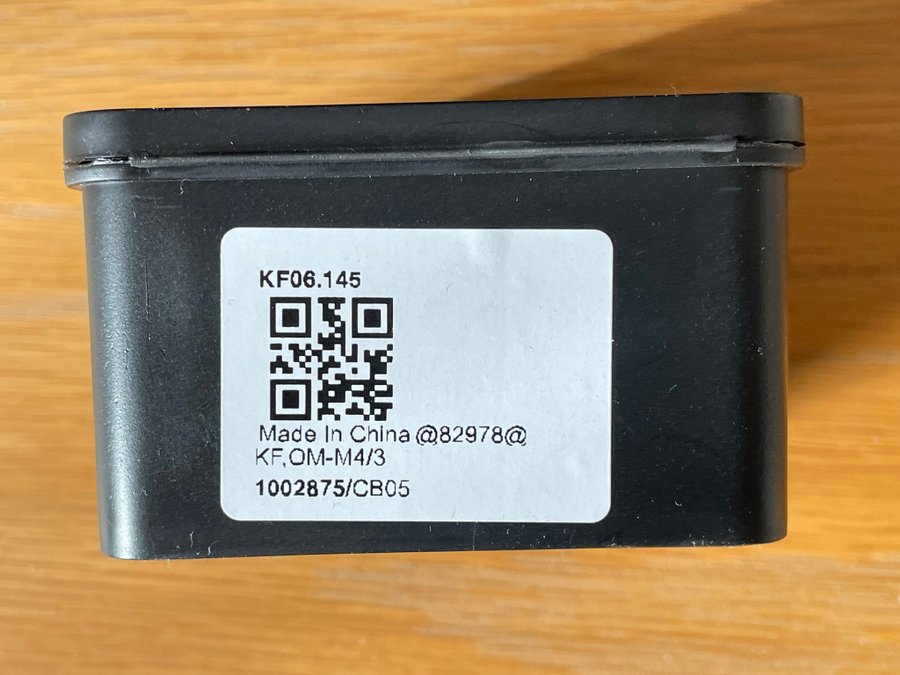 KF06.145
Made In China @82978@
KF,OM-M4/3
1002875/CB05